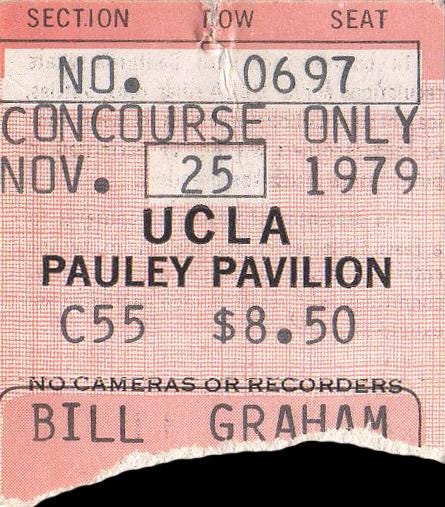 SECTION ROW SEAT
NO. 0697
CONCOURSE ONLY
NOV. 25 1979
UCLA
PAULEY PAVILION
C55 $8.50
NO CAMERAS OR RECORDERS
BILL GRAHAM